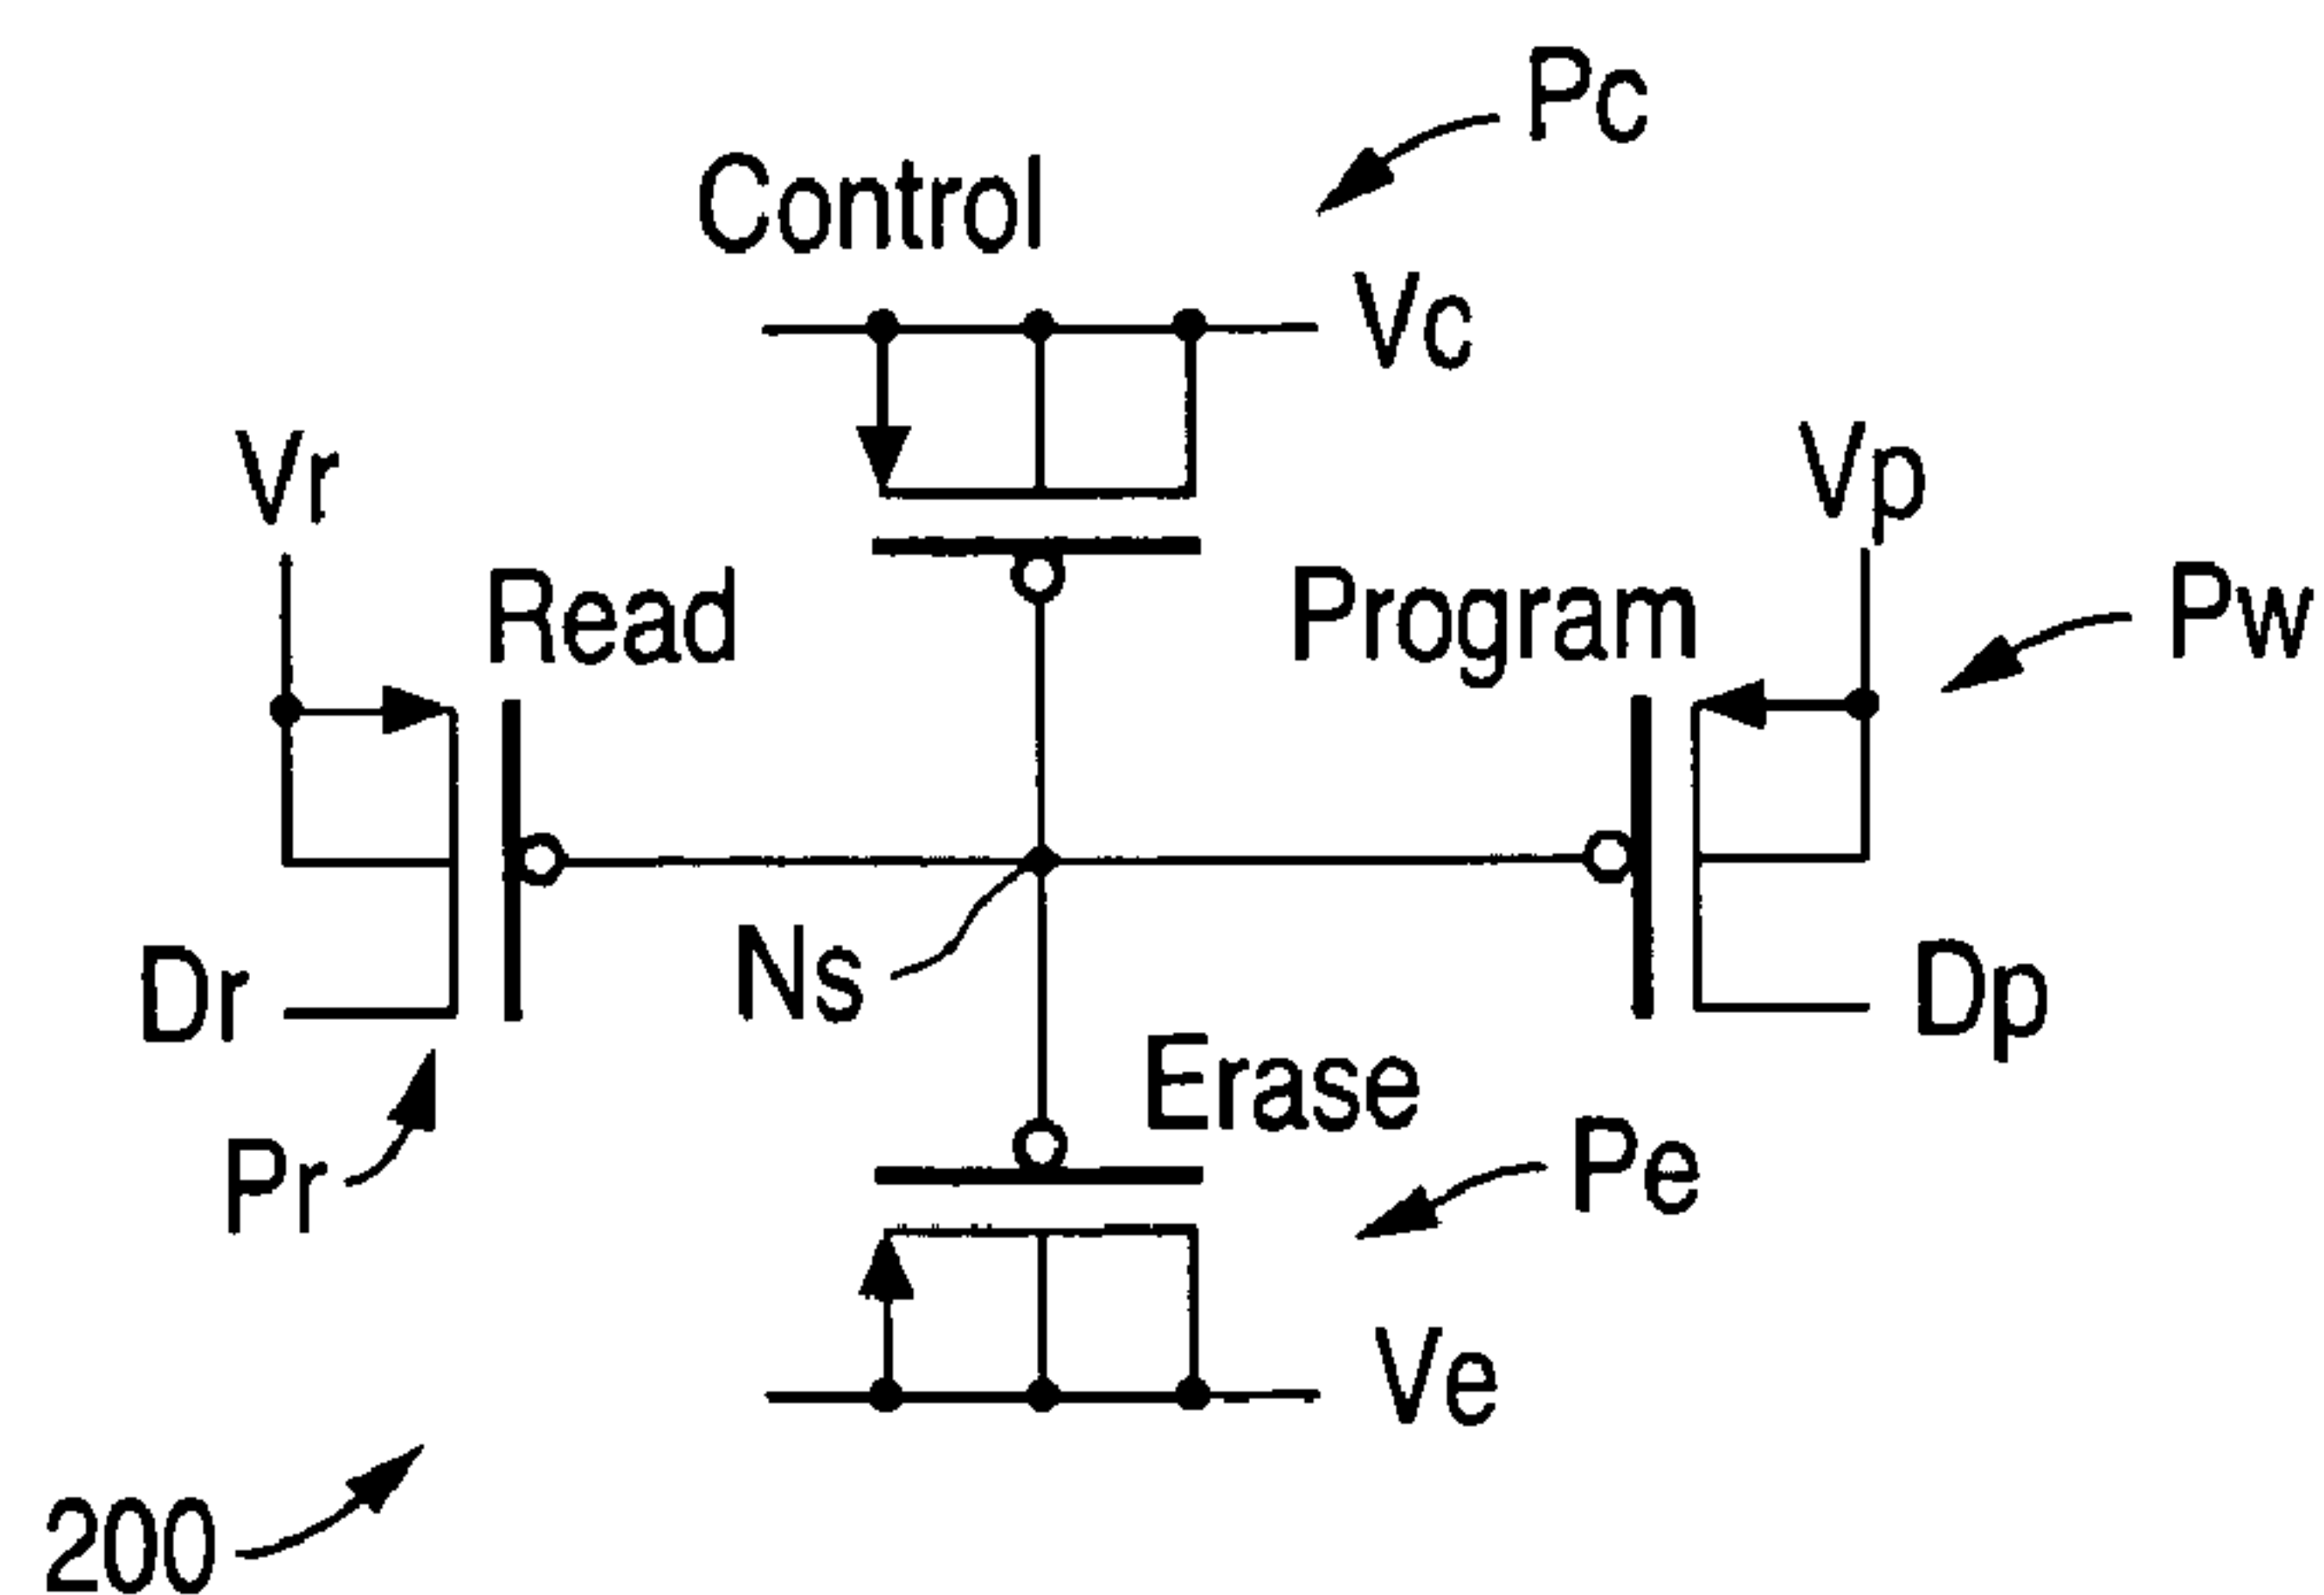 Pc
Control
Vc
Vr
Vp
Read
Program
Pw
Ns
Dr
Dp
Erase
Pr
Pe
Ve
200